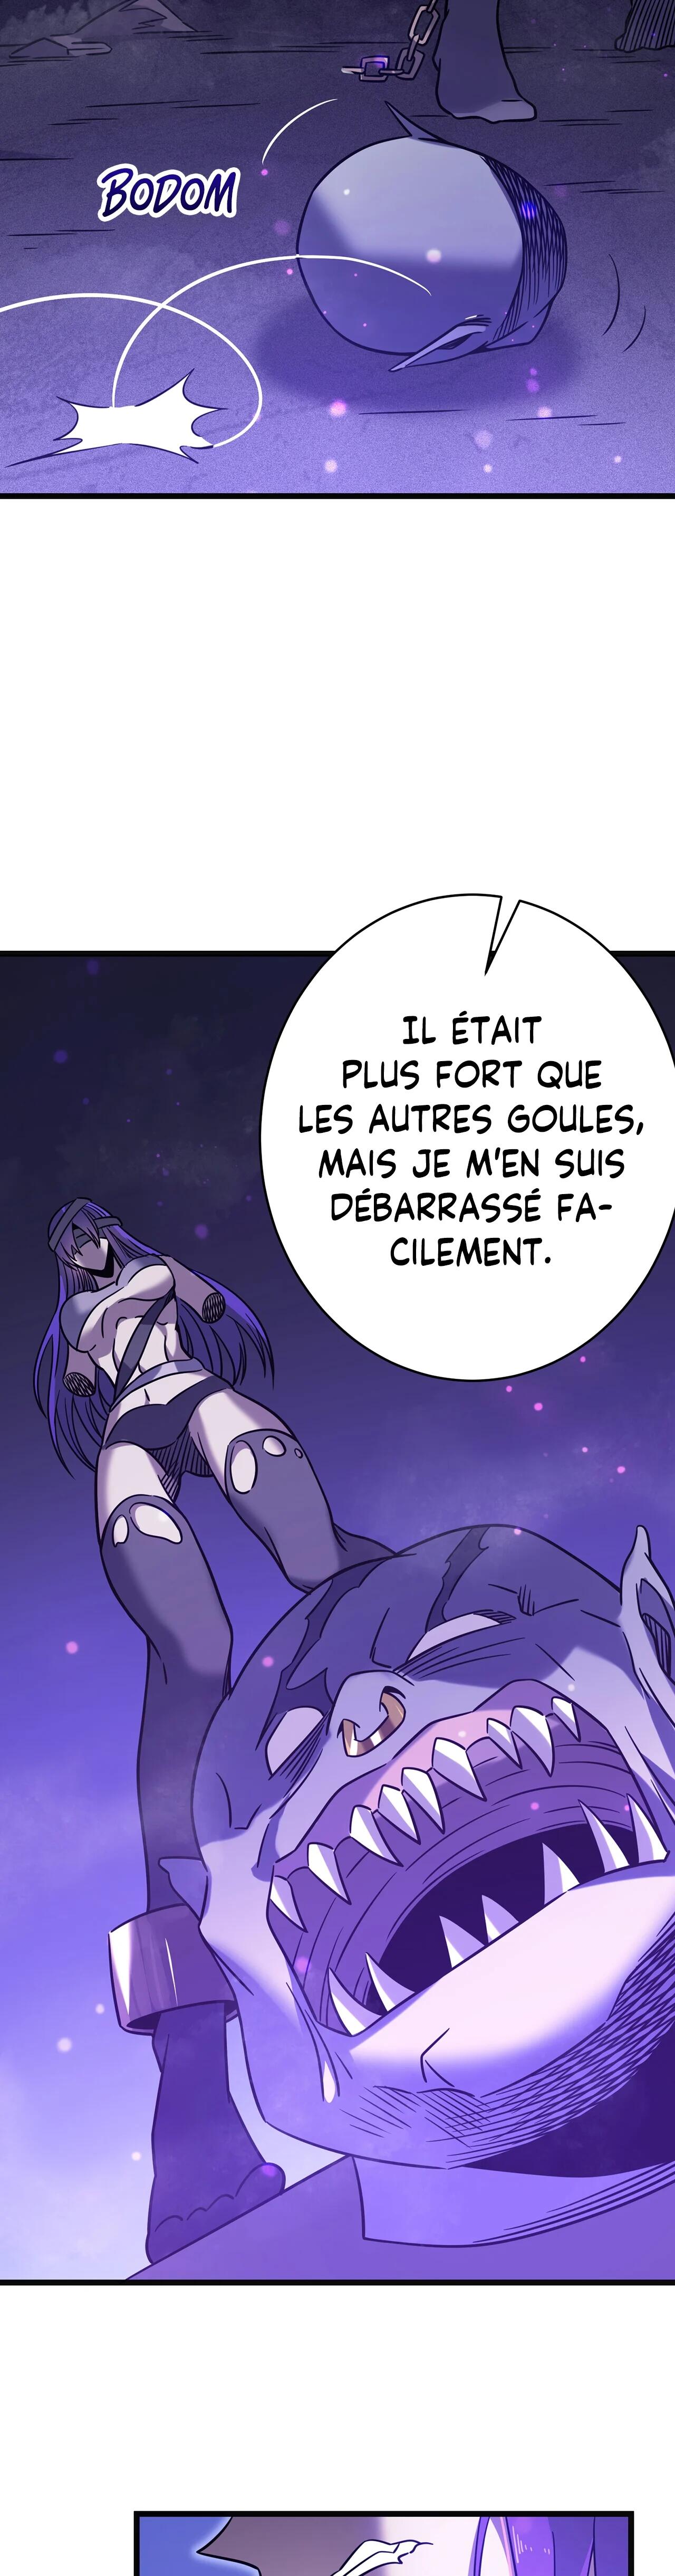 BODOM
IL ÉTAIT
PLUS FORT QUE
LES AUTRES GOULES,
MAIS JE M'EN SUIS
DÉBARRASSÉ FA-
CILEMENT.